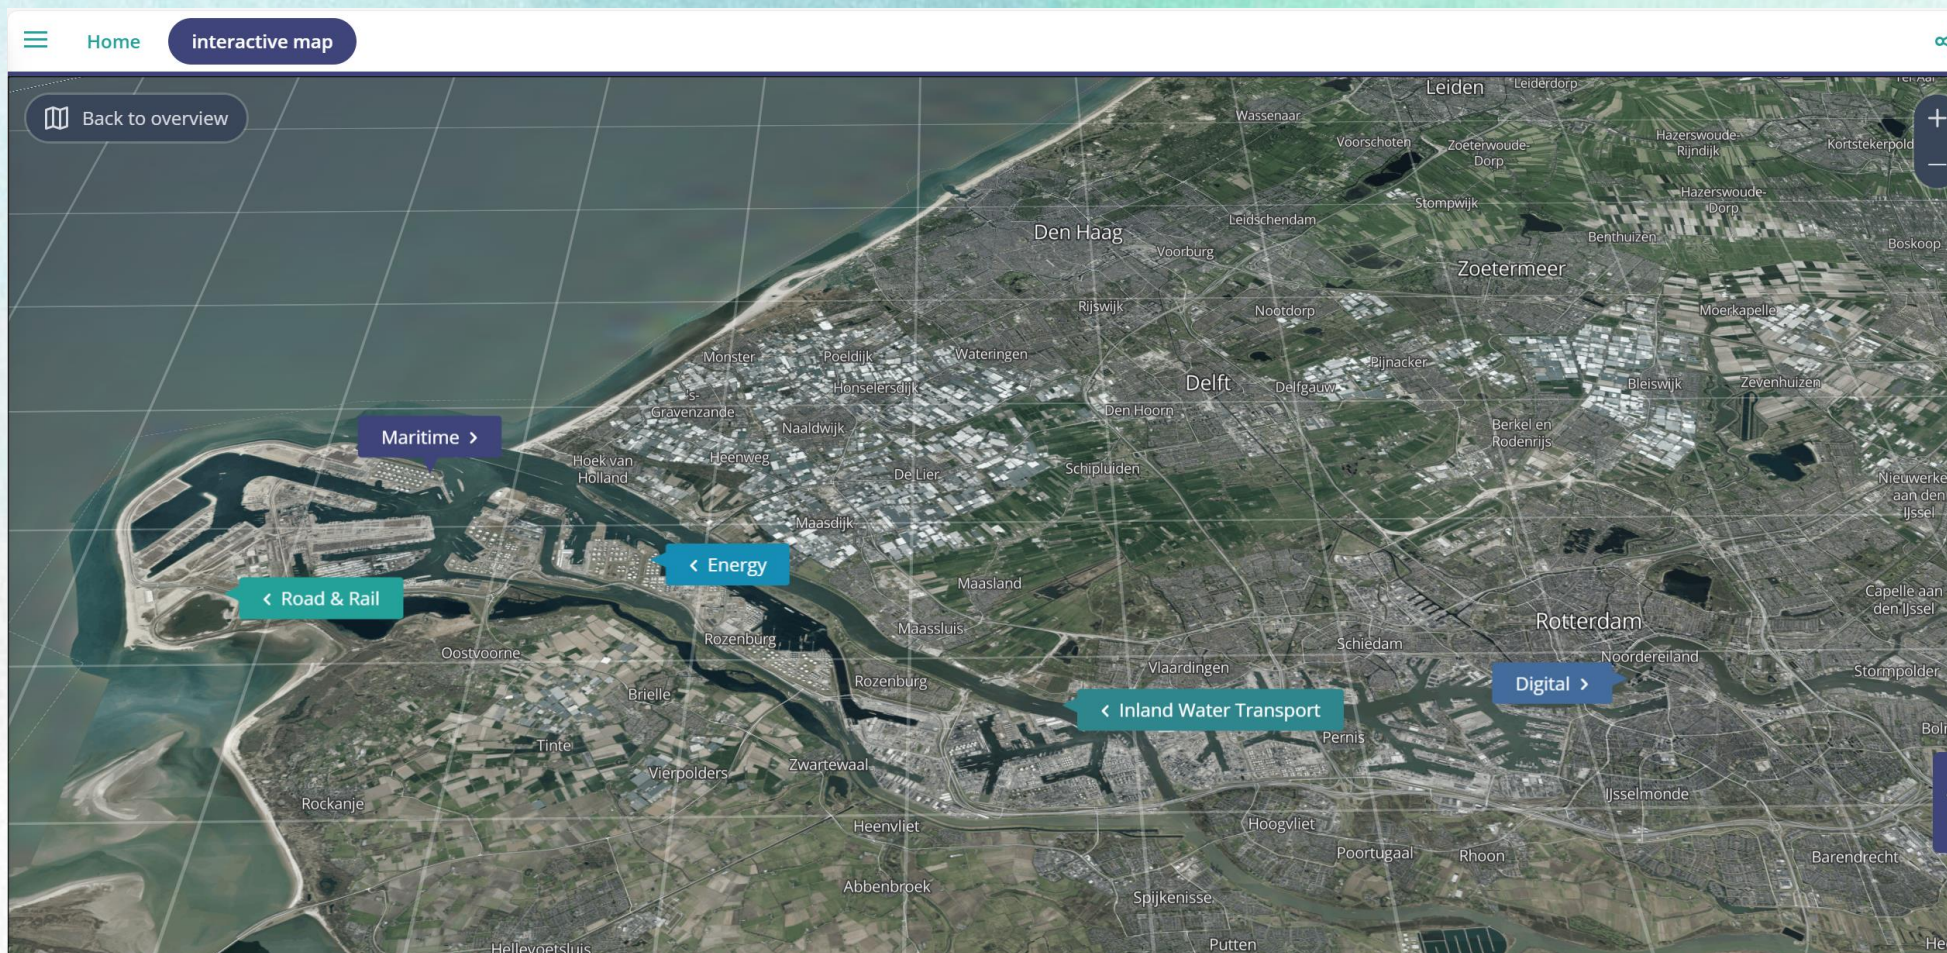 Home
interactive map
Back to overview
Leiden
Leiderdorp
Wassenaar
Voorschoten
Zoeterwoude-
Dorp
Hazerswoude-
Rijndijk
Kortstekerpold
Hazerswoude-
Dorp
Stompwijk
Leidschendam
Den Haag
Voorburg
Benthuizen
Boskoop
Zoetermeer
Rijswijk
Nootdorp
Moerkapelle
Monster
Poeldijk
Wateringen
Pijnacker
Honselersdijk
Delft
Delfgauw
Bleiswijk
Zevenhuizen
's-
Gravenzande
Den Hoorn
Naaldwijk
Berkel en
Rodenrijs
Maritime >
Hoek van
Holland
Heenweg
De Lier
Schipluiden
Nieuwerke
aan den
IJssel
Maasdijk
< Energy
Maasland
< Road & Rail
Capelle aan
den IJssel
Rotterdam
Maassluis
Rozenburg
Schiedam
Oostvoorne
Noordereiland
Vlaardingen
Stormpolder
Rozenburg
Brielle
Digital >
< Inland Water Transport
Pernis
Tinte
Zwartewaal
Vierpolders
Rockanje
IJsselmonde
Heenvliet
Hoogvliet
Poortugaal
Rhoon
Barendrecht
Abbenbroek
Spijkenisse
Putten
Hellevoetsluis